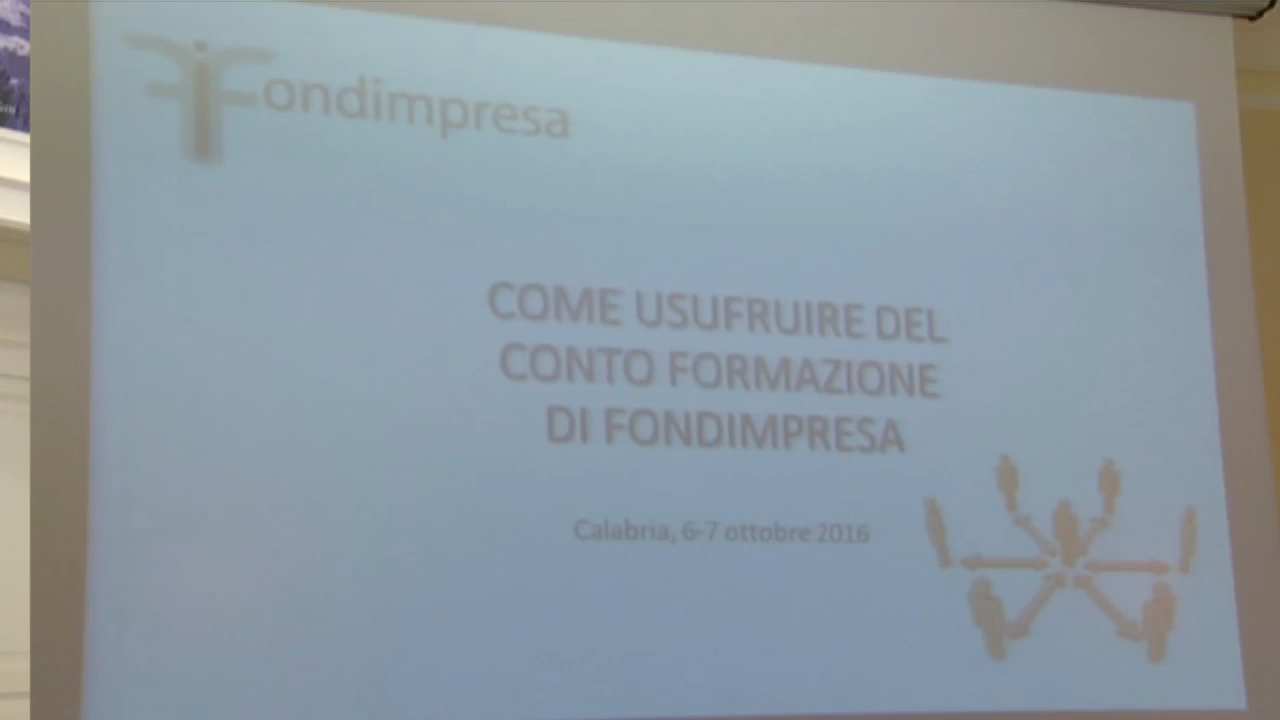 Fondimpresa
COME USUFRUIRE DEL
CONTO FORMAZIONE
DI FONDIMPRESA
Calabria, 6-7 ottobre 2016